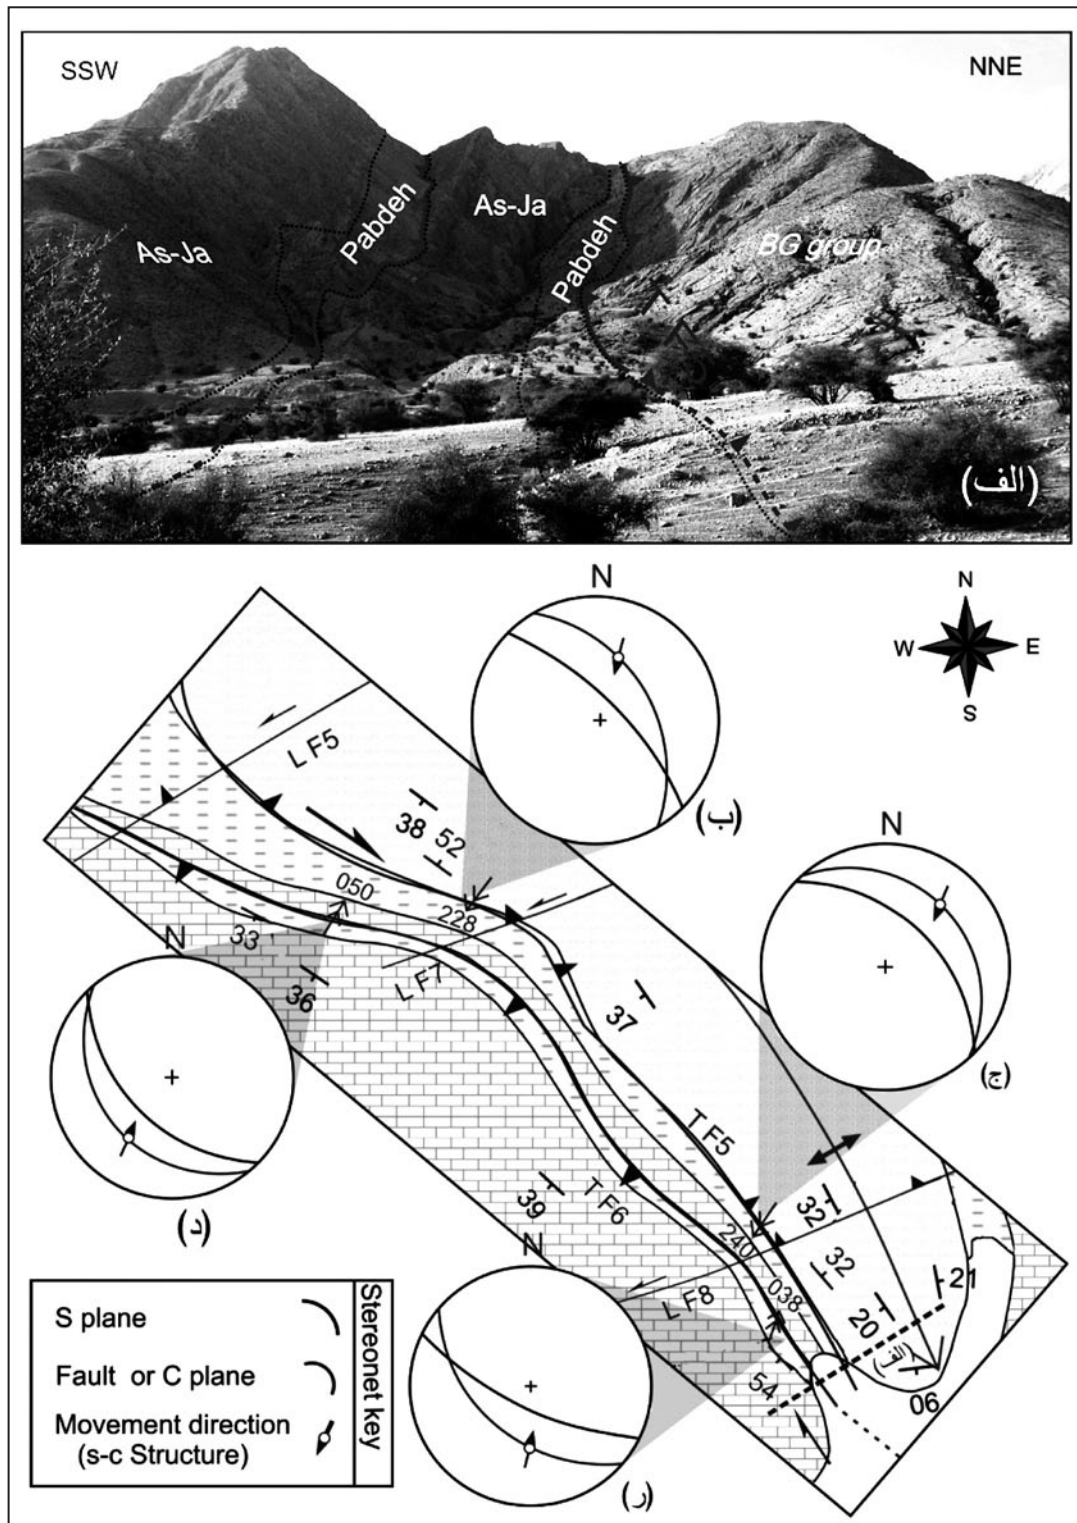 SSW
NNE
As-Ja
Pabdeh
As-Ja
Pabdeh
BG group
(الف)
N
N
W
E
S
L F5
38
52
(ب)
N
050
228
33
N
36
L F7
37
(ج)
T F5
(د)
39
T F6
32
240
32
N
038
21
L F8
20
(الف)
54
06
(ر)
S plane
Fault or C plane
Movement direction
(s-c Structure)
Stereonet key